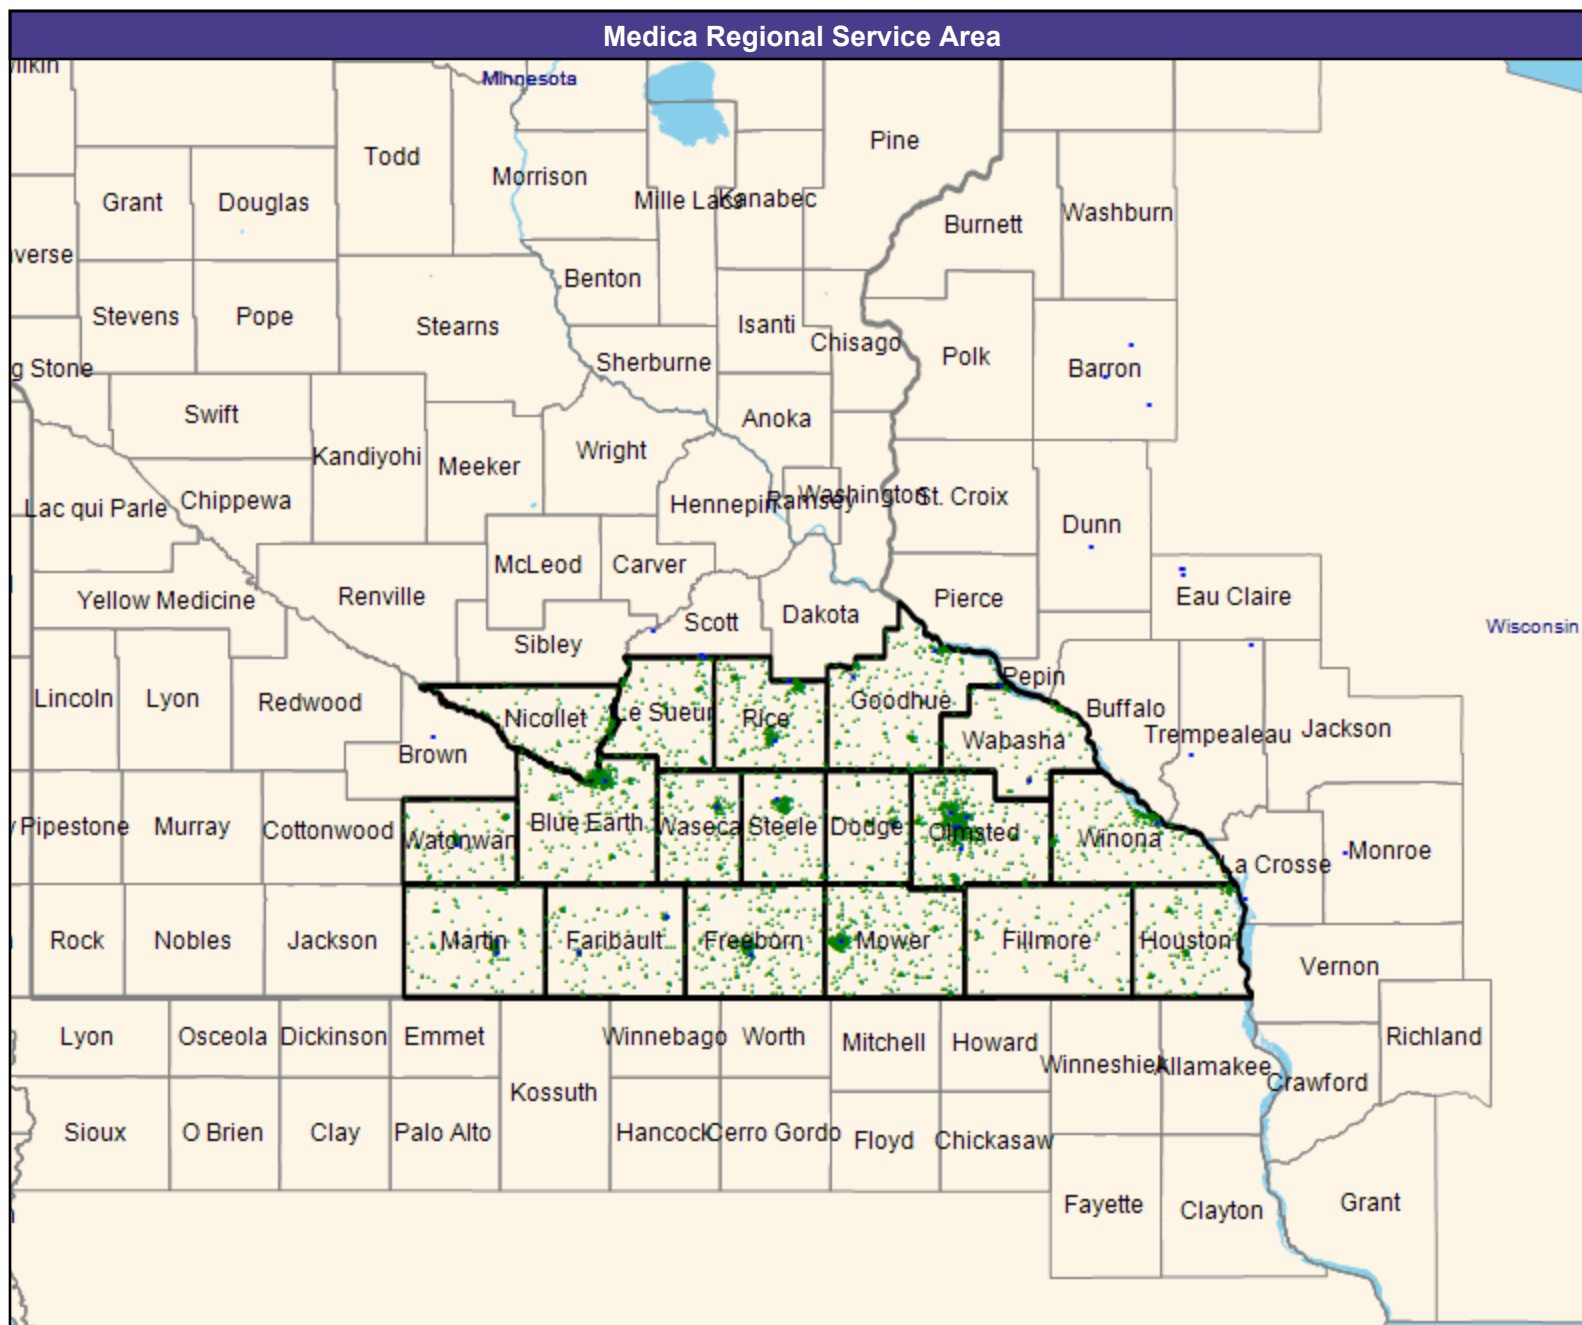 Medica Regional Service Area
Minnesota
Todd
Pine
Morrison
Grant
Douglas
Mille Lacs
Kanabec
Burnett
Washburn
Benton
Stevens
Pope
Stearns
Isanti
Chisago
Polk
Barron
Sherburne
g Stone
Swift
Anoka
Kandiyohi
Meeker
Wright
Lac qui Parle
Chippewa
Hennepin
Ramsey
Washington
St. Croix
Dunn
McLeod
Carver
Yellow Medicine
Renville
Pierce
Eau Claire
Scott
Dakota
Wisconsin
Sibley
Pepin
Lincoln
Lyon
Redwood
Nicollet
Le Sueur
Rice
Goodhue
Buffalo
Trempealeau
Jackson
Brown
Wabasha
Pipestone
Murray
Cottonwood
Watonwan
Blue Earth
Waseca
Steele
Dodge
Olmsted
Winona
La Crosse
Monroe
Rock
Nobles
Jackson
Martin
Faribault
Freeborn
Mower
Fillmore
Houston
Vernon
Lyon
Osceola
Dickinson
Emmet
Winnebago
Worth
Mitchell
Howard
Richland
Winneshiek
Allamakee
Crawford
Kossuth
Sioux
O Brien
Clay
Palo Alto
Hancock
Cerro Gordo
Floyd
Chickasaw
Fayette
Clayton
Grant